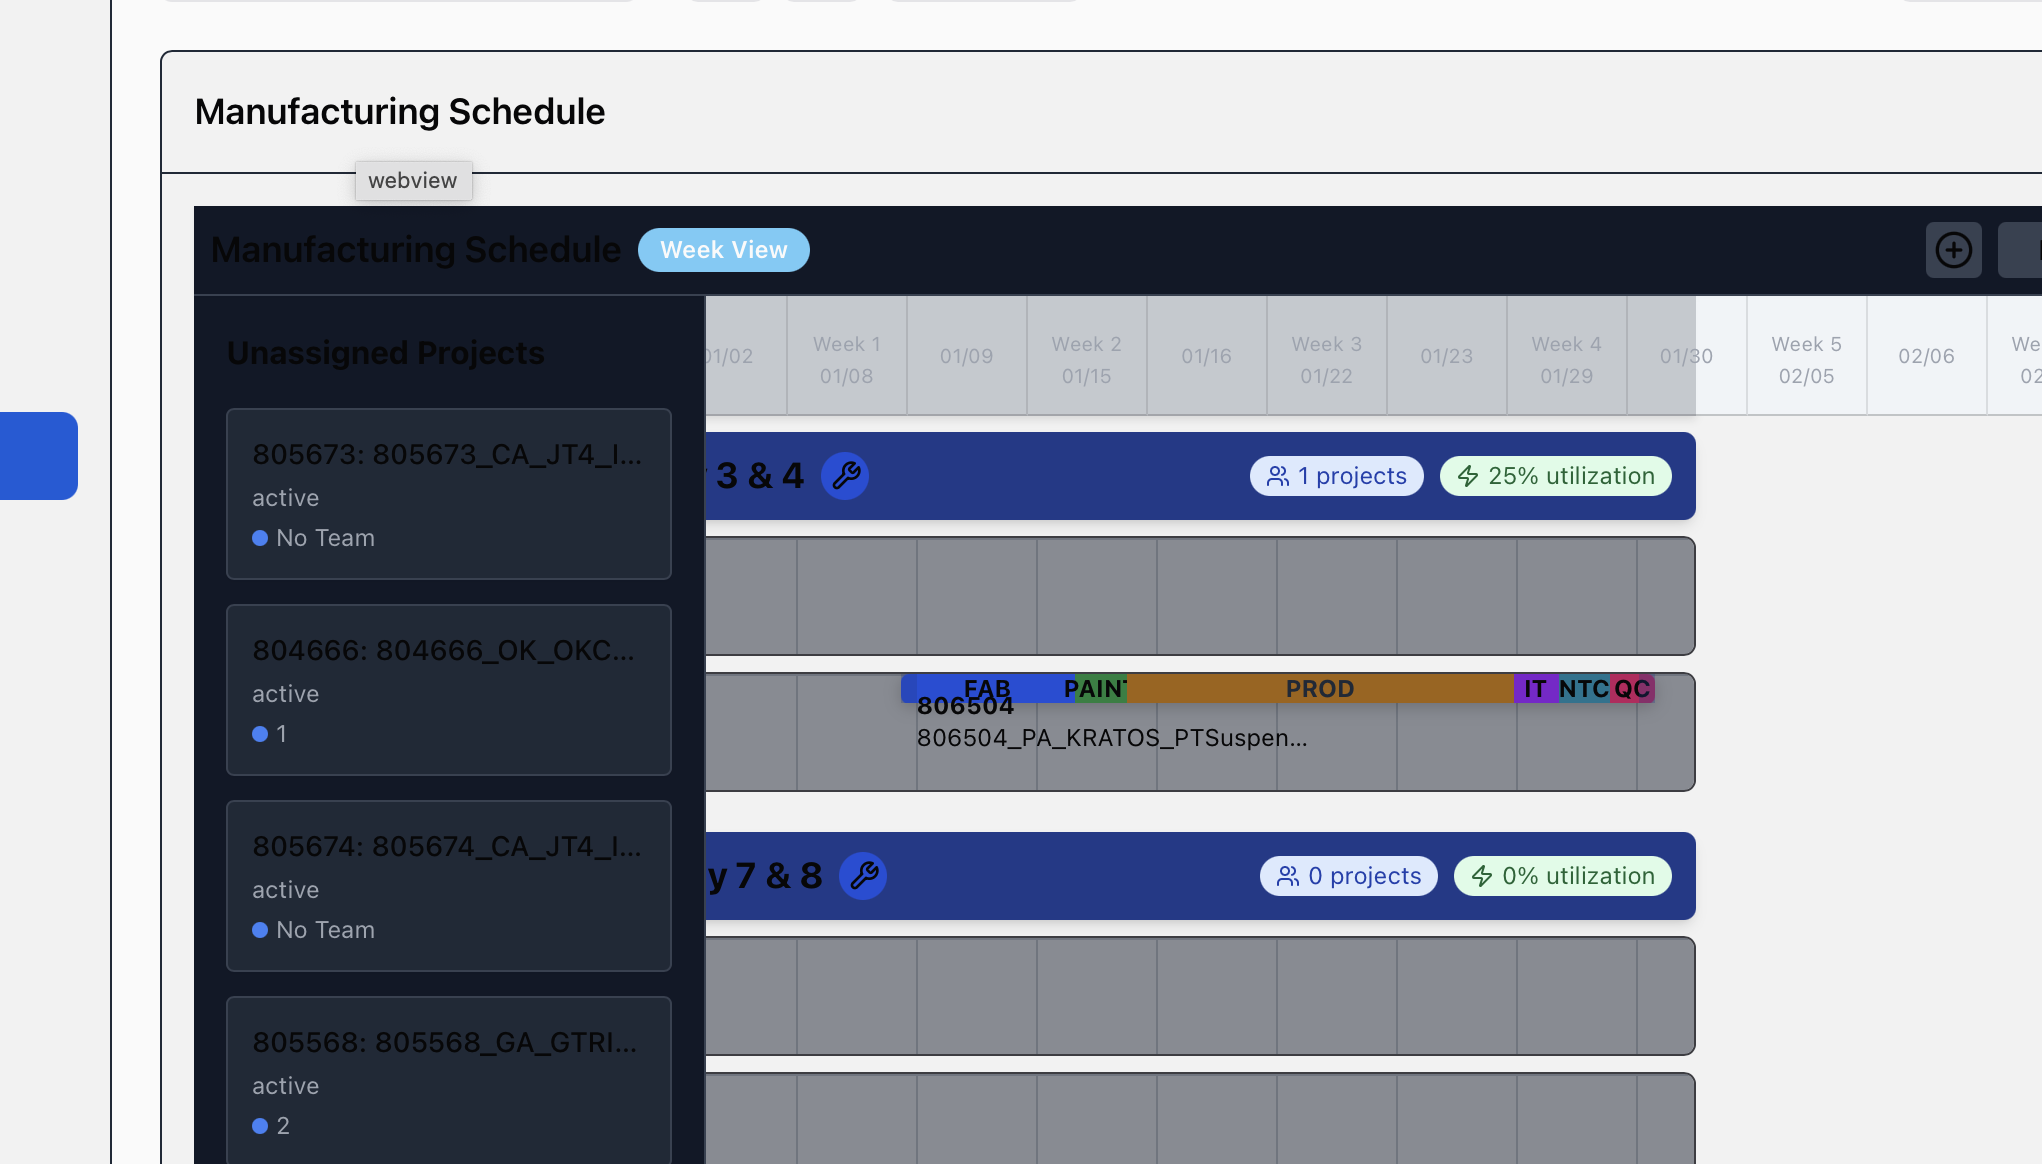 Manufacturing Schedule
webview
Manufacturing Schedule Week View
Unassigned Projects
805673: 805673_CA_JT4_I...
active
No Team
804666: 804666_OK_OKC...
active
1
805674: 805674_CA_JT4_I...
active
No Team
805568: 805568_GA_GTRI...
active
2
01/02
Week 1
01/08
01/09
Week 2
01/15
01/16
Week 3
01/22
01/23
Week 4
01/29
01/30
Week 5
02/05
02/06
3 & 4
1 projects
25% utilization
FAB
PAINT
PROD
IT
NTC
QC
806504
806504_PA_KRATOS_PTSuspen...
y 7 & 8
0 projects
0% utilization